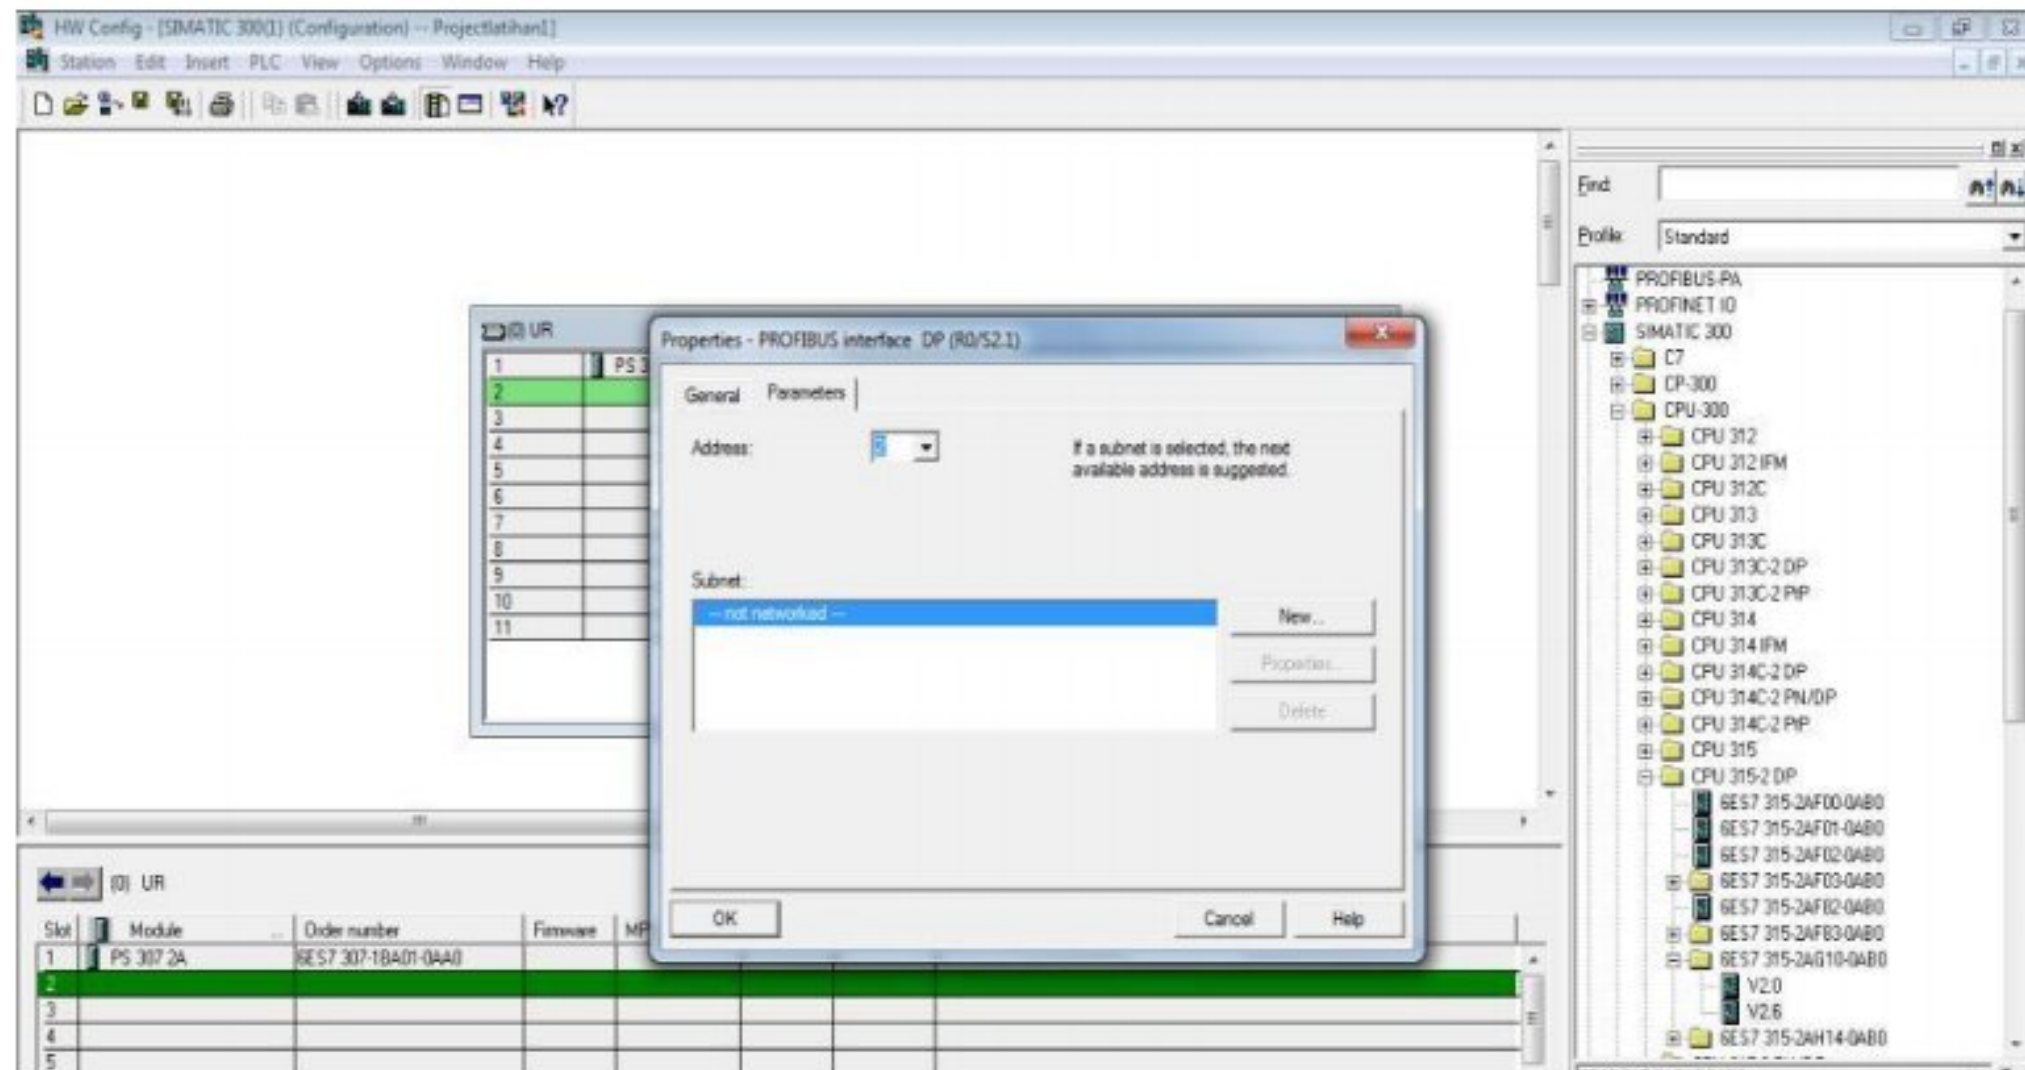 HW Config - [SIMATIC 300(1) (Configuration) -- Projectlatihan1]
Station Edit Insert PLC View Options Window Help
Find:
Profile: Standard
PROFIBUS-PA
PROFINET IO
SIMATIC 300
C7
CP-300
CPU-300
CPU 312
CPU 312 IFM
CPU 312C
CPU 313
CPU 313C
CPU 313C-2 DP
CPU 313C-2 PtP
CPU 314
CPU 314 IFM
CPU 314C-2 DP
CPU 314C-2 PN/DP
CPU 314C-2 PtP
CPU 315
CPU 315-2 DP
6ES7 315-2AF00-0AB0
6ES7 315-2AF01-0AB0
6ES7 315-2AF02-0AB0
6ES7 315-2AF03-0AB0
6ES7 315-2AF82-0AB0
6ES7 315-2AF83-0AB0
6ES7 315-2AG10-0AB0
V2.0
V2.6
6ES7 315-2AH14-0AB0
(0) UR
1 PS 3
2
3
4
5
6
7
8
9
10
11
Properties - PROFIBUS interface DP (R0/S2.1)
General Parameters
Address: 2
If a subnet is selected, the next
available address is suggested.
Subnet:
--- not networked ---
New...
Properties...
Delete
OK Cancel Help
(0) UR
Slot Module ... Order number Firmware MP
1 PS 307 2A 6ES7 307-1BA01-0AA0
2
3
4
5